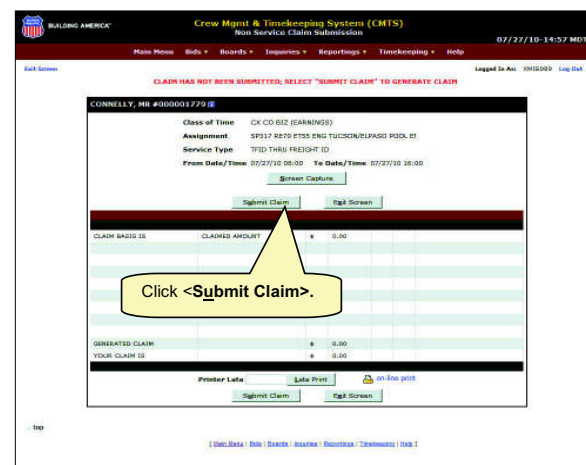 BUILDING AMERICA®
Crew Mgmt & Timekeeping System (CMTS)
Non Service Claim Submission
07/27/10-14:57 MDT
Main Menu Bids Boards Inquiries Reportings Timekeeping Help
Exit Screen
Logged In As: XMIE009 Log Out
CLAIM HAS NOT BEEN SUBMITTED; SELECT "SUBMIT CLAIM" TO GENERATE CLAIM
CONNELLY, MR #000001779
Class of Time CX CO BIZ (EARNINGS)
Assignment SP317 RE70 ET55 ENG TUCSON/ELPASO POOL E!
Service Type TFID THRU FREIGHT ID
From Date/Time 07/27/10 06:00 To Date/Time 07/27/10 16:00
Screen Capture
Submit Claim Exit Screen
CLAIM BASIS IS CLAIMED AMOUNT $ 0.00
Click <Submit Claim>.
GENERATED CLAIM $ 0.00
YOUR CLAIM IS $ 0.00
Printer Lata Lata Print on-line print
Submit Claim Exit Screen
top
[ Main Menu | Bids | Boards | Inquiries | Reportings | Timekeeping | Help ]